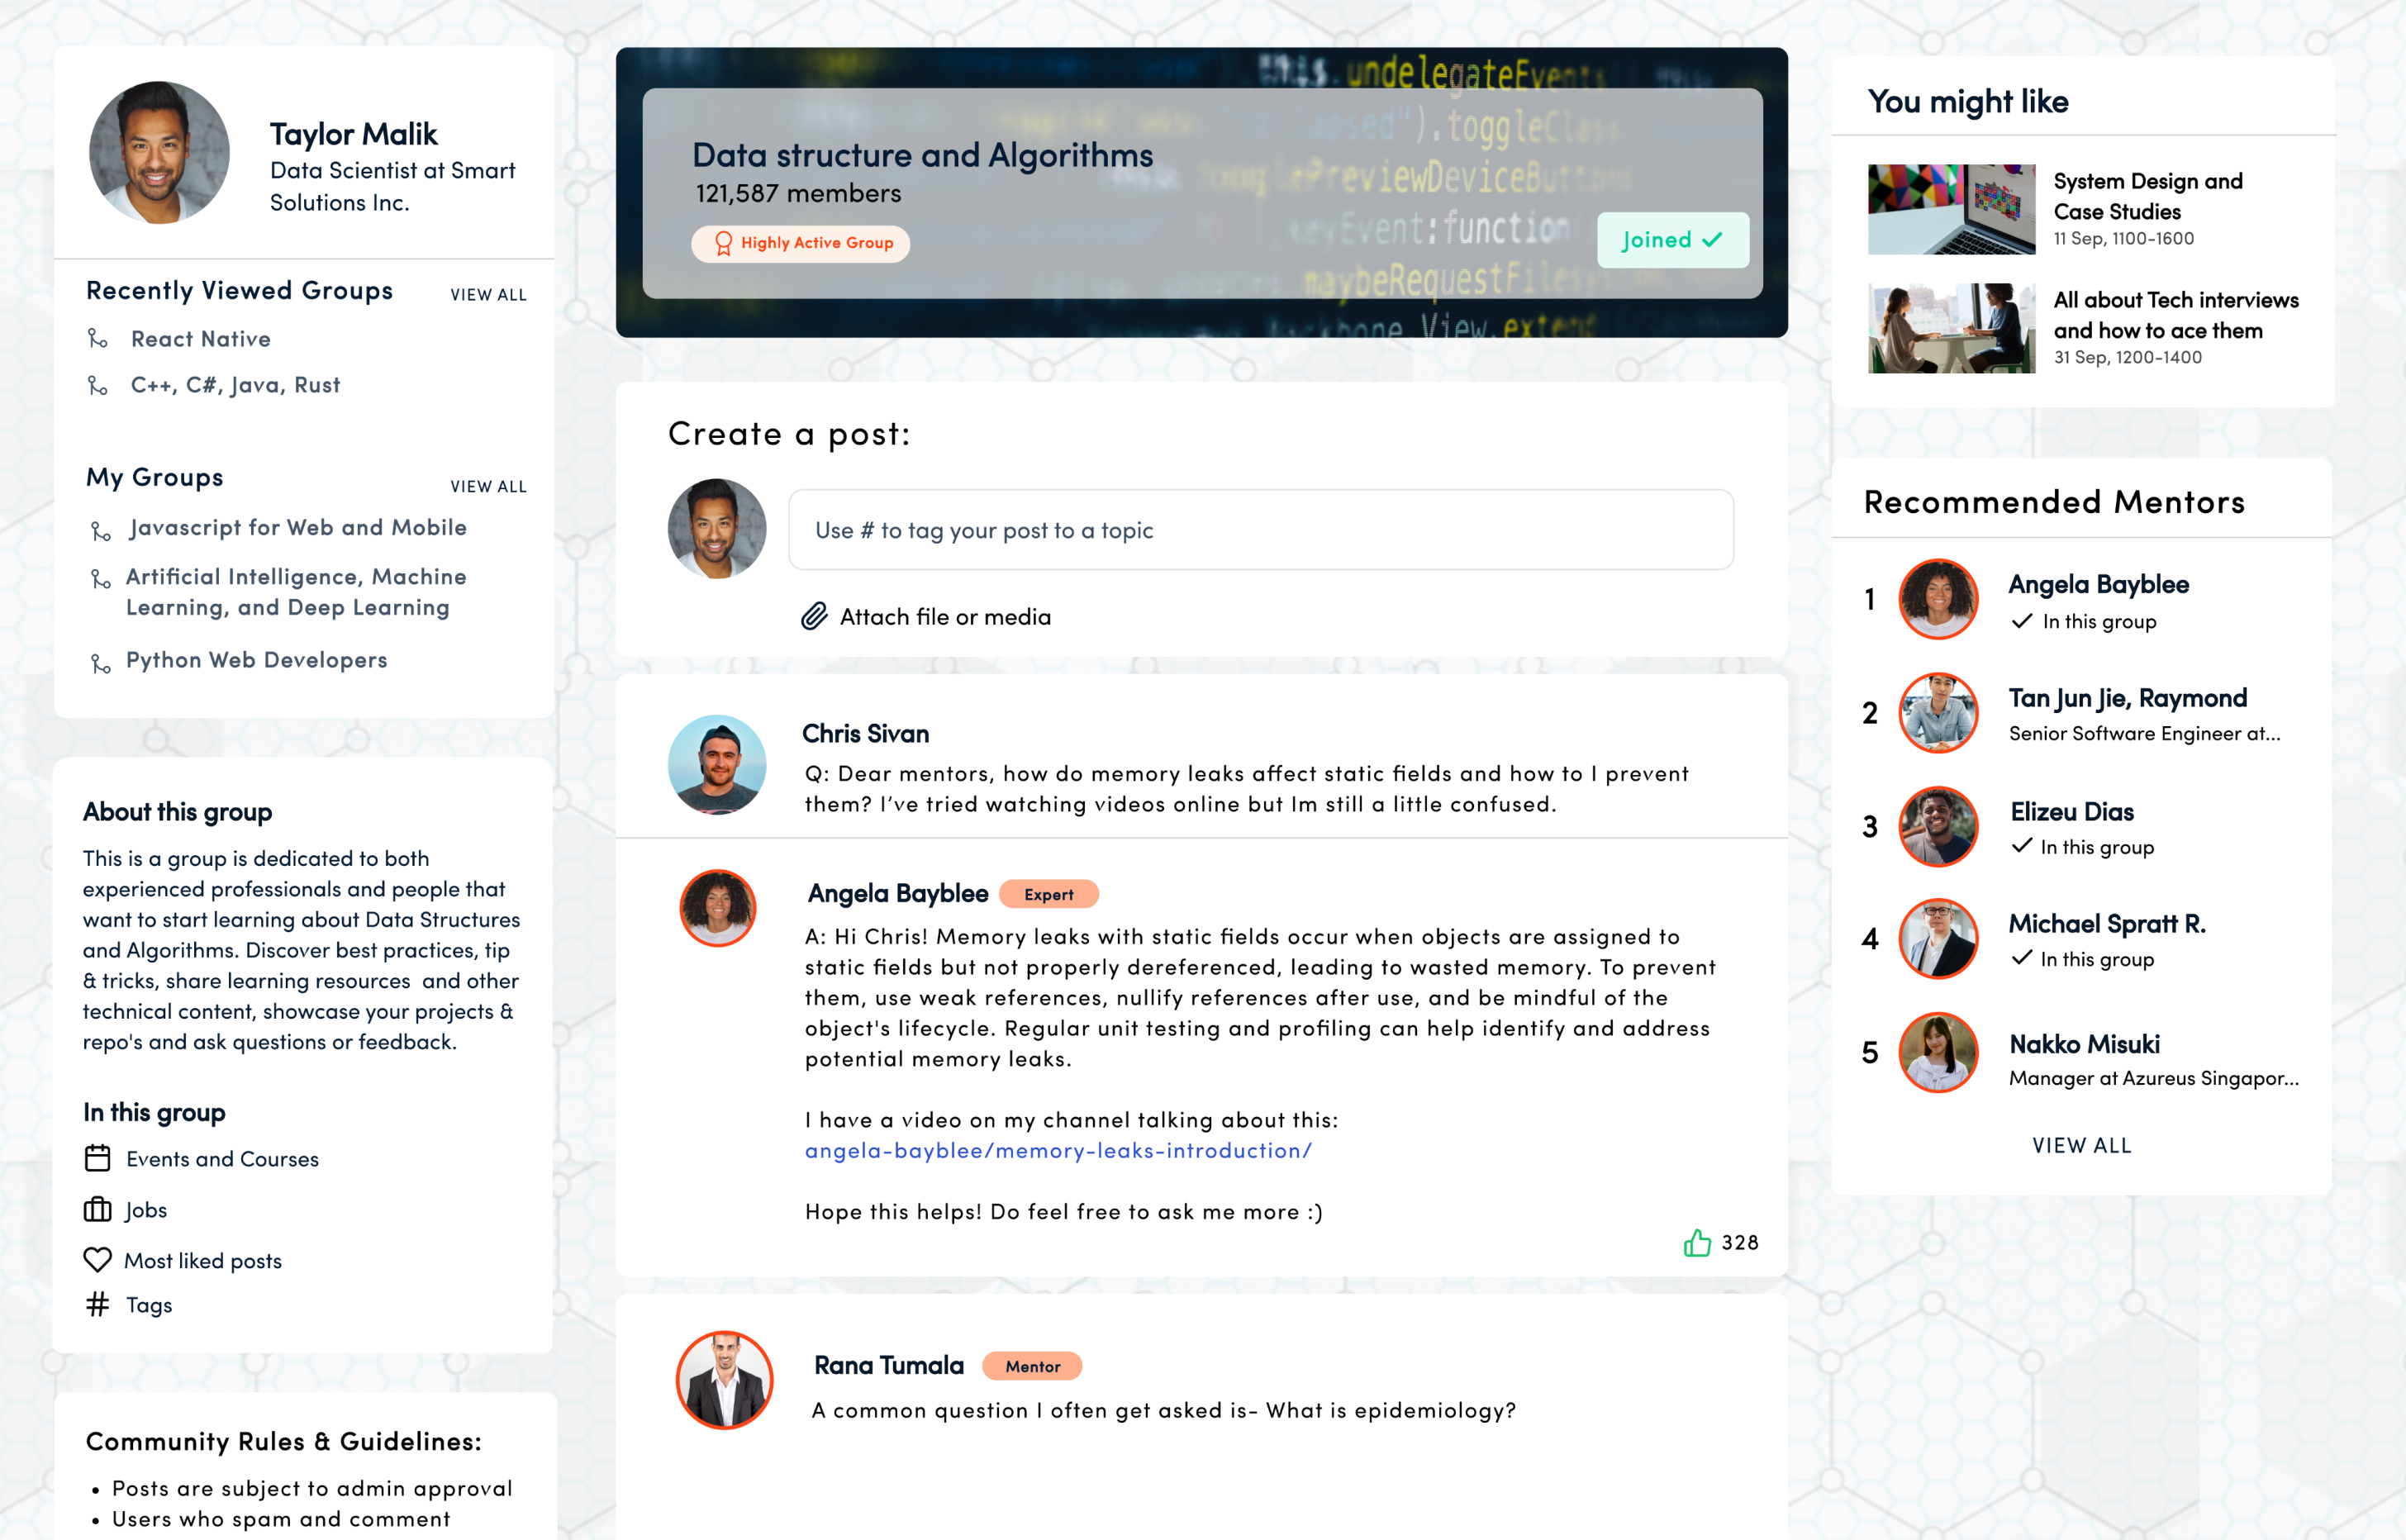 Taylor Malik
Data Scientist at Smart
Solutions Inc.
Recently Viewed Groups
VIEW ALL
React Native
C++, C#, Java, Rust
My Groups
VIEW ALL
Javascript for Web and Mobile
Artificial Intelligence, Machine
Learning, and Deep Learning
Python Web Developers
About this group
This is a group is dedicated to both
experienced professionals and people that
want to start learning about Data Structures
and Algorithms. Discover best practices, tip
& tricks, share learning resources  and other
technical content, showcase your projects &
repo's and ask questions or feedback.
In this group
Events and Courses
Jobs
Most liked posts
Tags
Community Rules & Guidelines:
• Posts are subject to admin approval
• Users who spam and comment
this.undelegateEvents
").toggleClass
PreviewDeviceButton
keyEvent:function
maybeRequestFiles
View.extend
Data structure and Algorithms
121,587 members
Highly Active Group
Joined
Create a post:
Use # to tag your post to a topic
Attach file or media
Chris Sivan
Q: Dear mentors, how do memory leaks affect static fields and how to I prevent
them? I've tried watching videos online but Im still a little confused.
Angela Bayblee
Expert
A: Hi Chris! Memory leaks with static fields occur when objects are assigned to
static fields but not properly dereferenced, leading to wasted memory. To prevent
them, use weak references, nullify references after use, and be mindful of the
object's lifecycle. Regular unit testing and profiling can help identify and address
potential memory leaks.
I have a video on my channel talking about this:
angela-bayblee/memory-leaks-introduction/
Hope this helps! Do feel free to ask me more :)
328
Rana Tumala
Mentor
A common question I often get asked is- What is epidemiology?
You might like
System Design and
Case Studies
11 Sep, 1100-1600
All about Tech interviews
and how to ace them
31 Sep, 1200-1400
Recommended Mentors
1
Angela Bayblee
In this group
2
Tan Jun Jie, Raymond
Senior Software Engineer at...
3
Elizeu Dias
In this group
4
Michael Spratt R.
In this group
5
Nakko Misuki
Manager at Azureus Singapor...
VIEW ALL